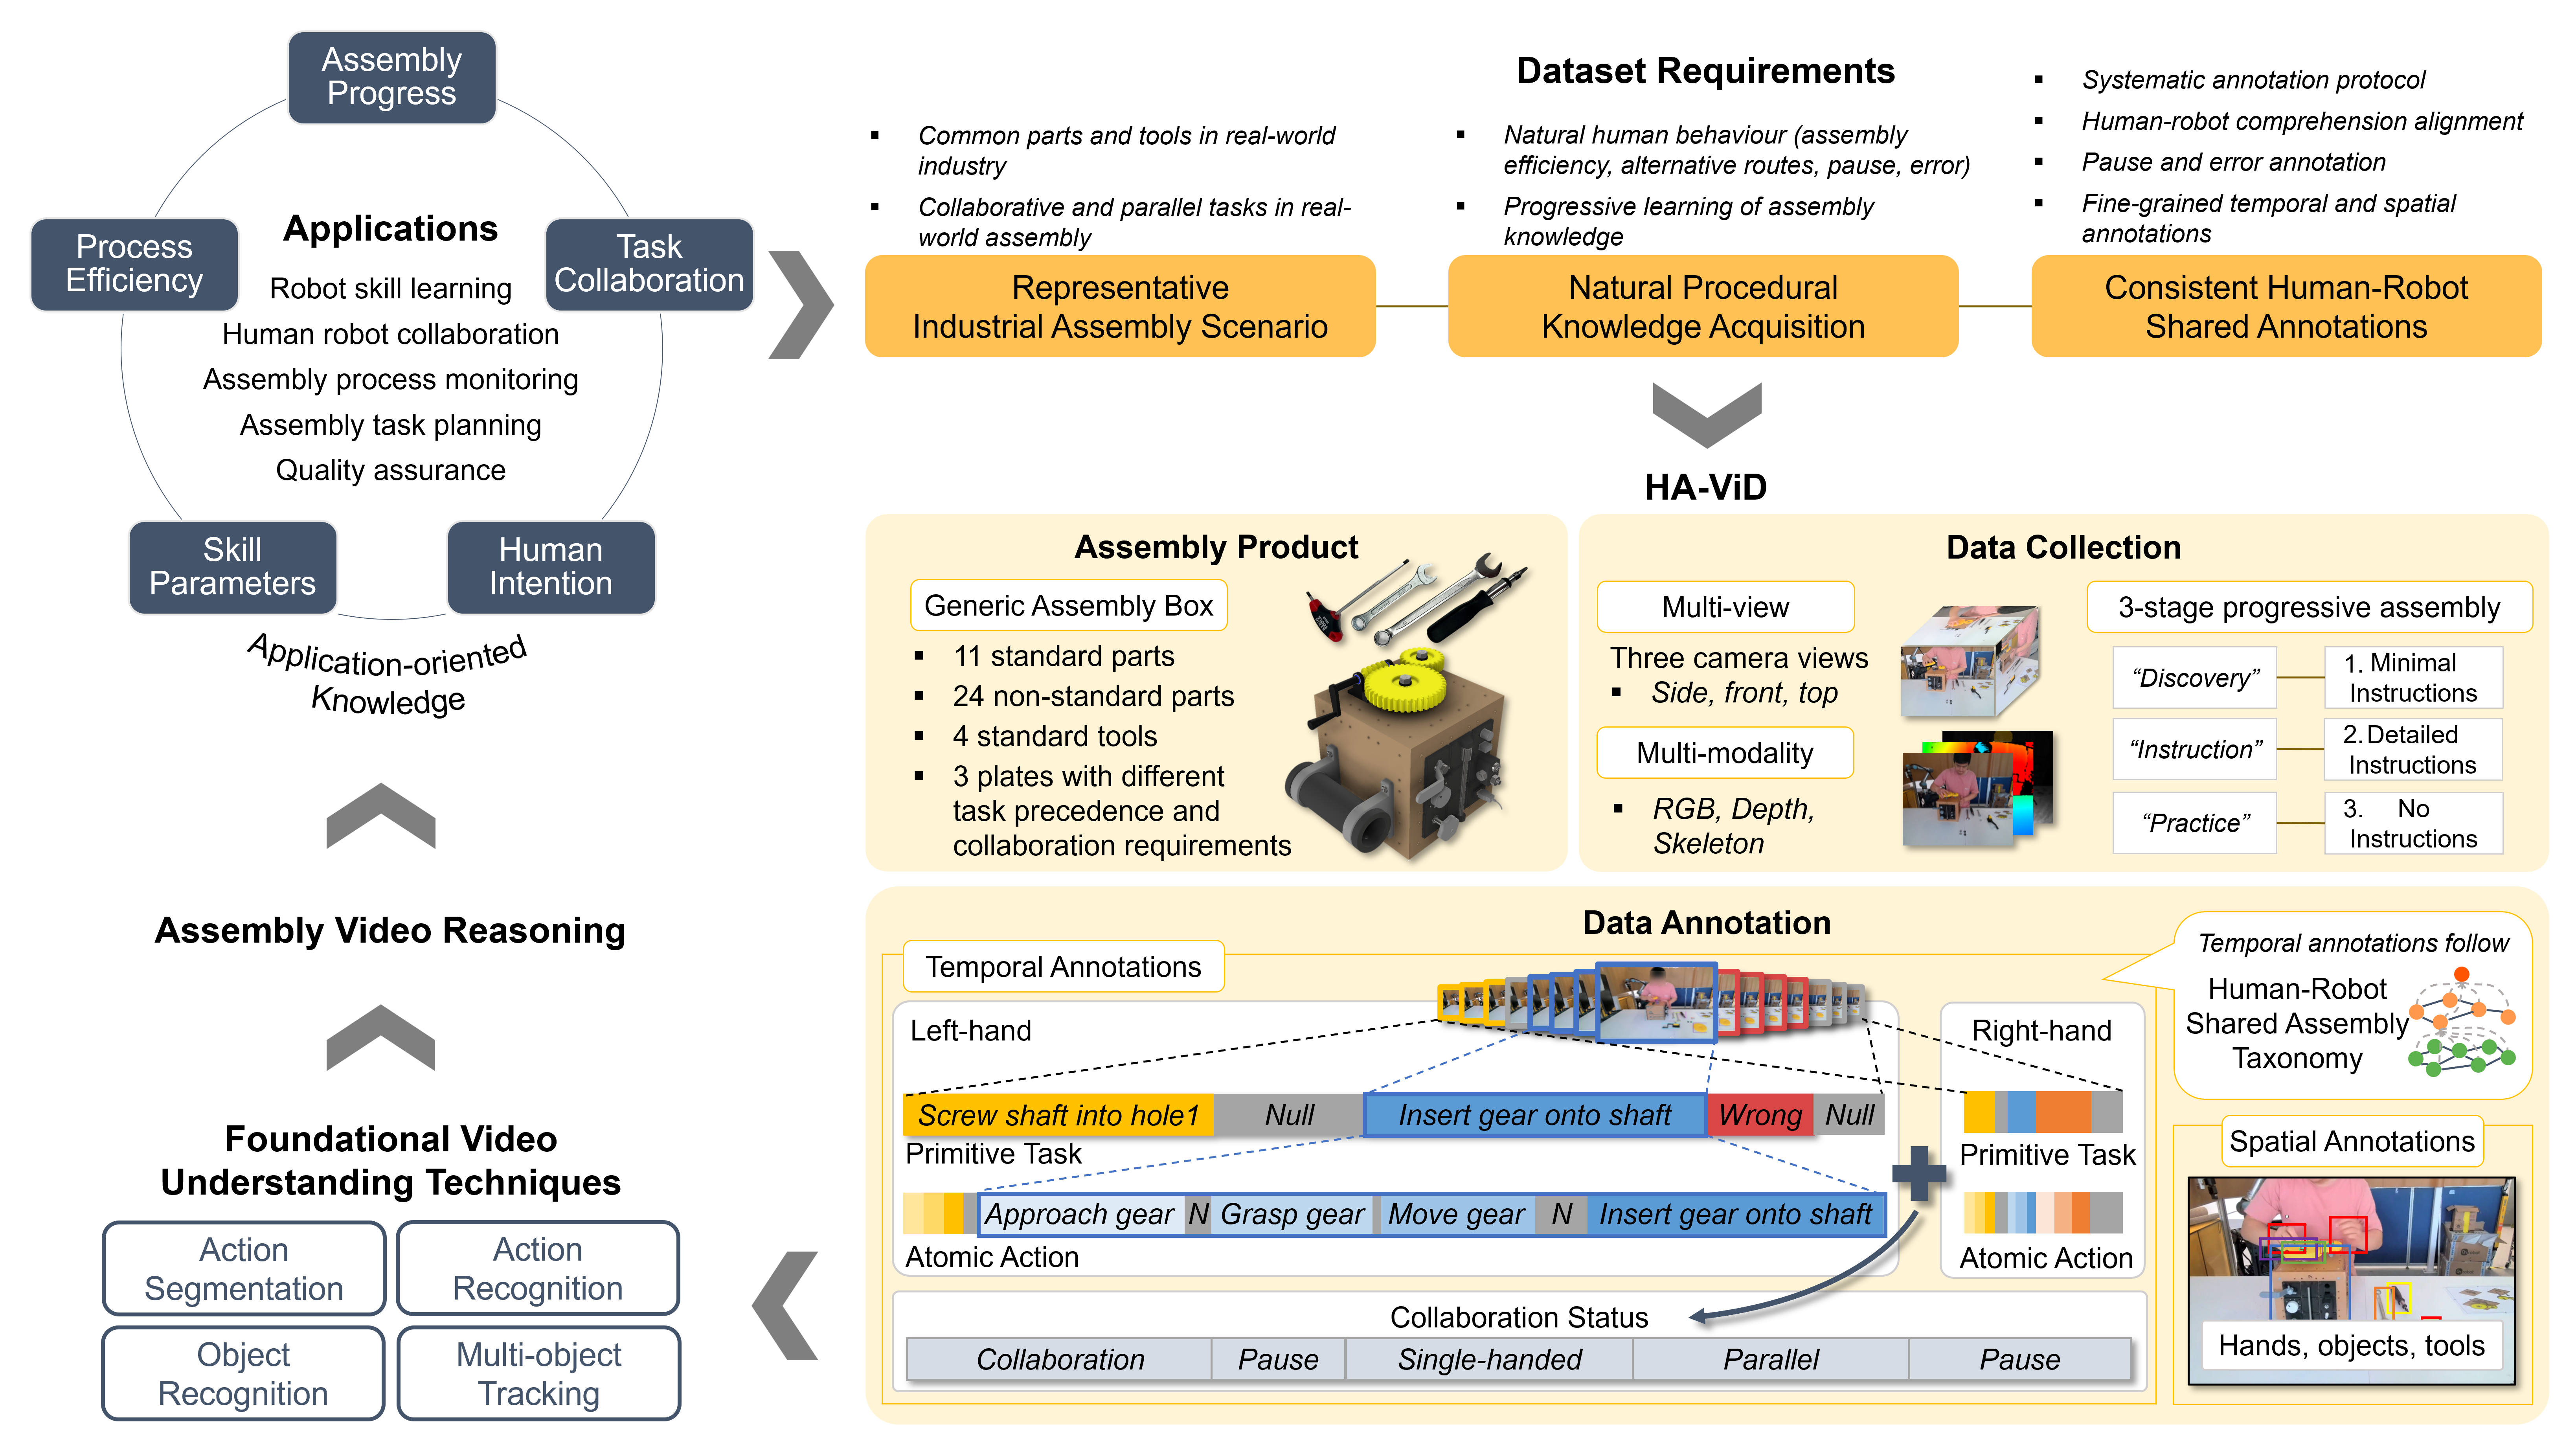 Assembly
Progress
Process
Efficiency
Applications
Task
Collaboration
Robot skill learning
Human robot collaboration
Assembly process monitoring
Assembly task planning
Quality assurance
Skill
Parameters
Human
Intention
Application-oriented
Knowledge
Assembly Video Reasoning
Foundational Video
Understanding Techniques
Action
Segmentation
Action
Recognition
Object
Recognition
Multi-object
Tracking
Dataset Requirements
▪ Common parts and tools in real-world
industry
▪ Collaborative and parallel tasks in real-
world assembly
Representative
Industrial Assembly Scenario
▪ Natural human behaviour (assembly
efficiency, alternative routes, pause, error)
▪ Progressive learning of assembly
knowledge
Natural Procedural
Knowledge Acquisition
▪ Systematic annotation protocol
▪ Human-robot comprehension alignment
▪ Pause and error annotation
▪ Fine-grained temporal and spatial
annotations
Consistent Human-Robot
Shared Annotations
HA-ViD
Assembly Product
Generic Assembly Box
▪ 11 standard parts
▪ 24 non-standard parts
▪ 4 standard tools
▪ 3 plates with different
task precedence and
collaboration requirements
Data Collection
Multi-view
Three camera views
▪ Side, front, top
Multi-modality
▪ RGB, Depth,
Skeleton
3-stage progressive assembly
“Discovery”
1. Minimal
Instructions
“Instruction”
2. Detailed
Instructions
“Practice”
3. No
Instructions
Data Annotation
Temporal Annotations
Left-hand
Screw shaft into hole1 Null Insert gear onto shaft Wrong Null
Primitive Task
Approach gear N Grasp gear Move gear N Insert gear onto shaft
Atomic Action
Right-hand
Primitive Task
Atomic Action
Collaboration Status
Collaboration Pause Single-handed Parallel Pause
Temporal annotations follow
Human-Robot
Shared Assembly
Taxonomy
Spatial Annotations
Hands, objects, tools